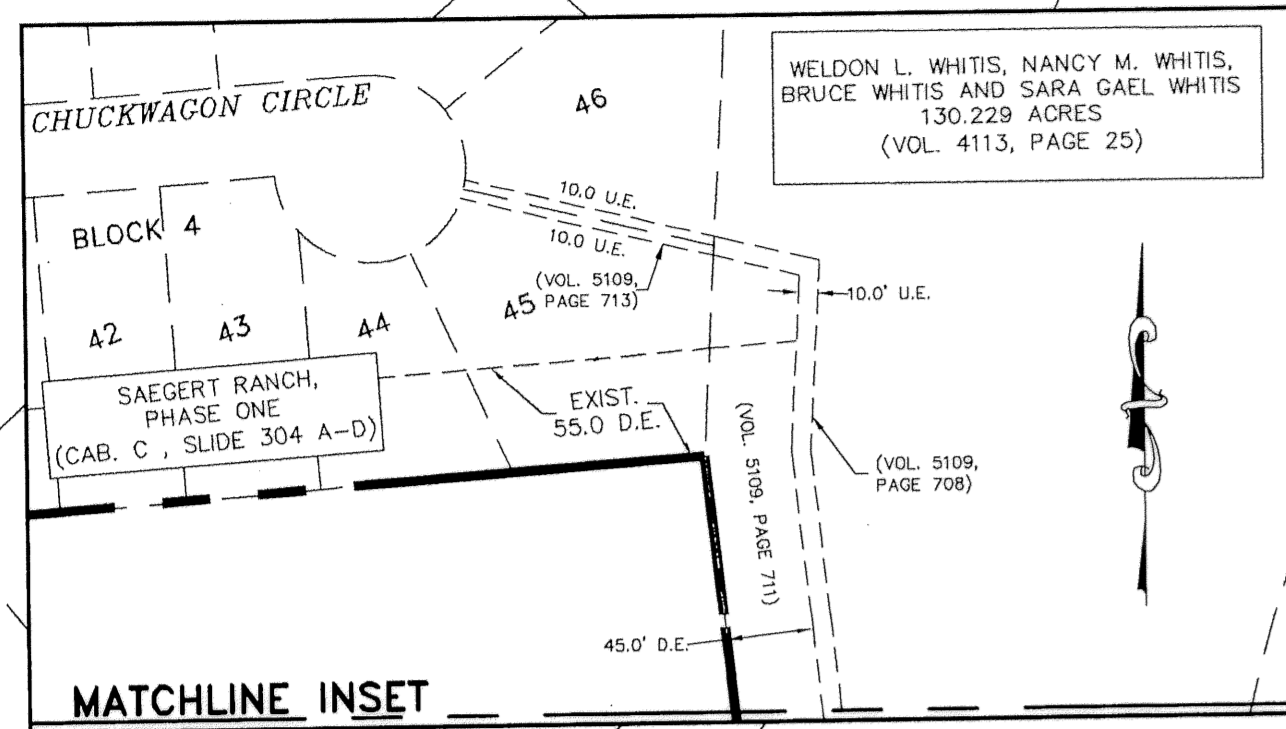 WELDON L. WHITIS, NANCY M. WHITIS,
BRUCE WHITIS AND SARA GAEL WHITIS
130.229 ACRES
(VOL. 4113, PAGE 25)
CHUCKWAGON CIRCLE
46
10.0 U.E.
10.0 U.E.
BLOCK 4
(VOL. 5109,
PAGE 713)
10.0' U.E.
42
43
44
45
SAEGERT RANCH,
PHASE ONE
(CAB. C , SLIDE 304 A-D)
EXIST.
55.0 D.E.
(VOL. 5109, PAGE 711)
(VOL. 5109,
PAGE 708)
45.0' D.E.
MATCHLINE INSET